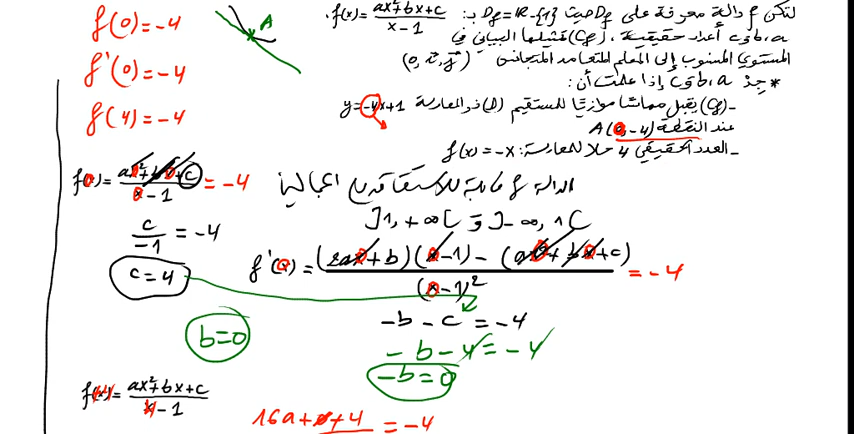 لتكن f دالة معرفة على Df حيث Df = ℝ - {1} بـ: f(x) = (ax²+bx+c)/(x-1)
a، b، c أعداد حقيقية، (Cf) تمثيلها البياني في
المستوي المنسوب إلى المعلم المتعامد المتجانس (o, i, j)
* جد a، b، c إذا علمت أن:
- (Cf) يقبل مماسا موازيا للمستقيم (D) ذو المعادلة y = -4x+1
عند النقطة A(0,-4)
- العدد الحقيقي 4 حلا للمعادلة: f(x) = -x
f(0) = -4
f'(0) = -4
f(4) = -4
A
f(0) = (ax²+bx+c)/(x-1) = -4
c/-1 = -4
c = 4
b = 0
الدالة f قابلة للاشتقاق على المجالين
]1, +∞[ و ]-∞, 1[
f'(0) = ((2ax+b)(x-1) - (ax²+bx+c))/(x-1)² = -4
-b - c = -4
-b - 4 = -4
-b = 0
f(4) = (ax²+bx+c)/(x-1)
16a+0+4 = -4